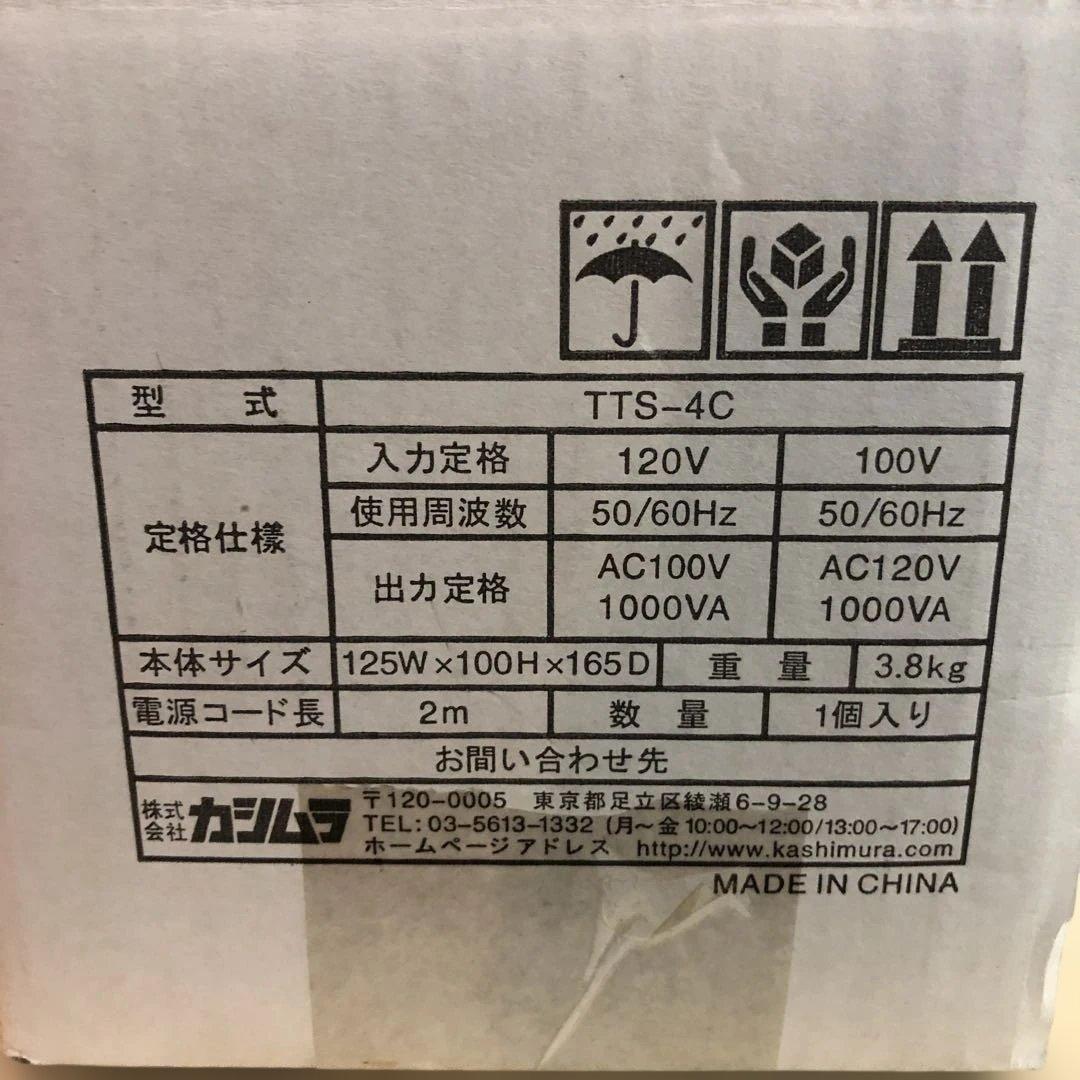 型 式 TTS-4C
定格仕様
入力定格 120V 100V
使用周波数 50/60Hz 50/60Hz
出力定格
AC100V AC120V
1000VA 1000VA
本体サイズ 125W×100H×165D 重 量 3.8kg
電源コード長 2m 数 量 1個入り
お問い合わせ先
株式会社 カシムラ
〒120-0005 東京都足立区綾瀬6-9-28
TEL: 03-5613-1332 (月〜金 10:00〜12:00/13:00〜17:00)
ホームページアドレス http://www.kashimura.com
MADE IN CHINA